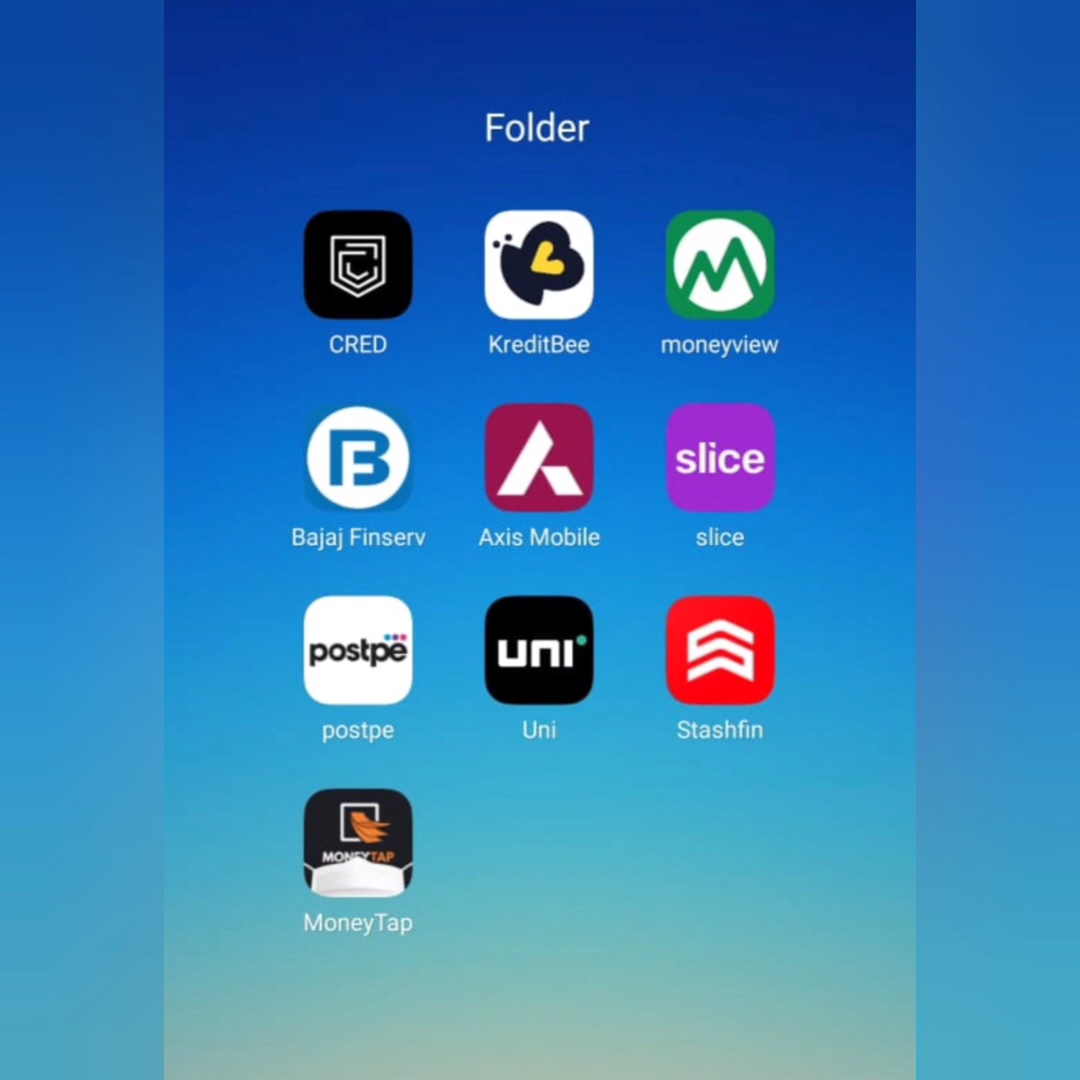 Folder
CRED
KreditBee
moneyview
slice
Bajaj Finserv
Axis Mobile
slice
postpe
uni
postpe
Uni
Stashfin
MONEYTAP
MoneyTap